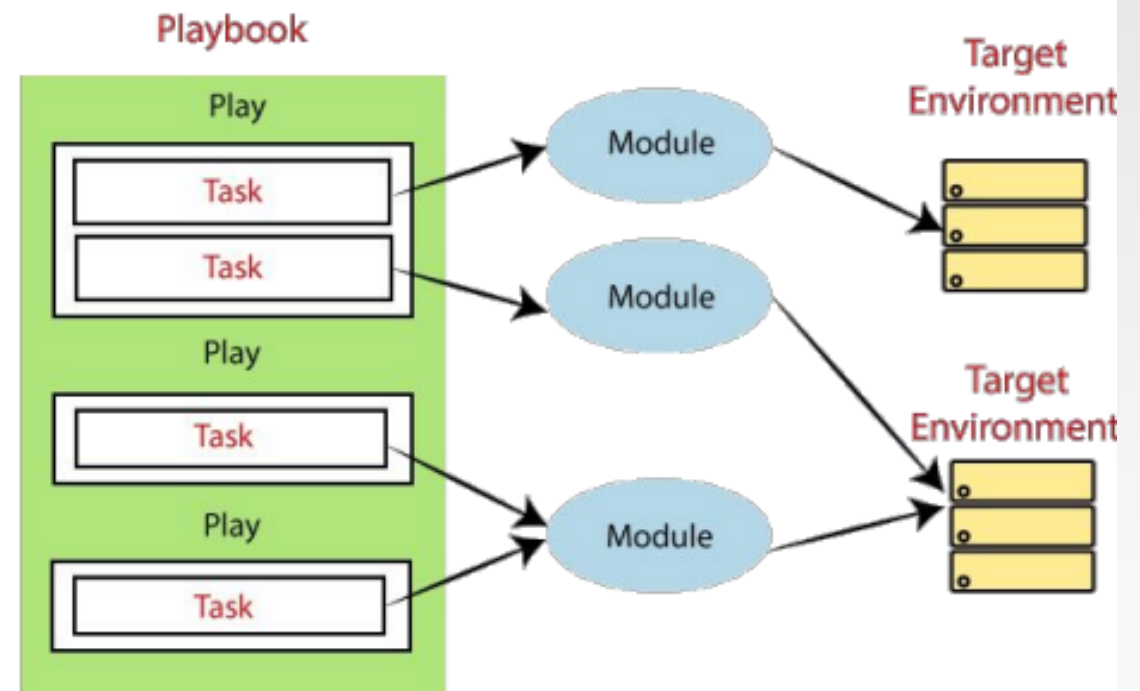 Playbook
Play
Task
Task
Play
Task
Play
Task
Module
Module
Module
Target
Environment
Target
Environment